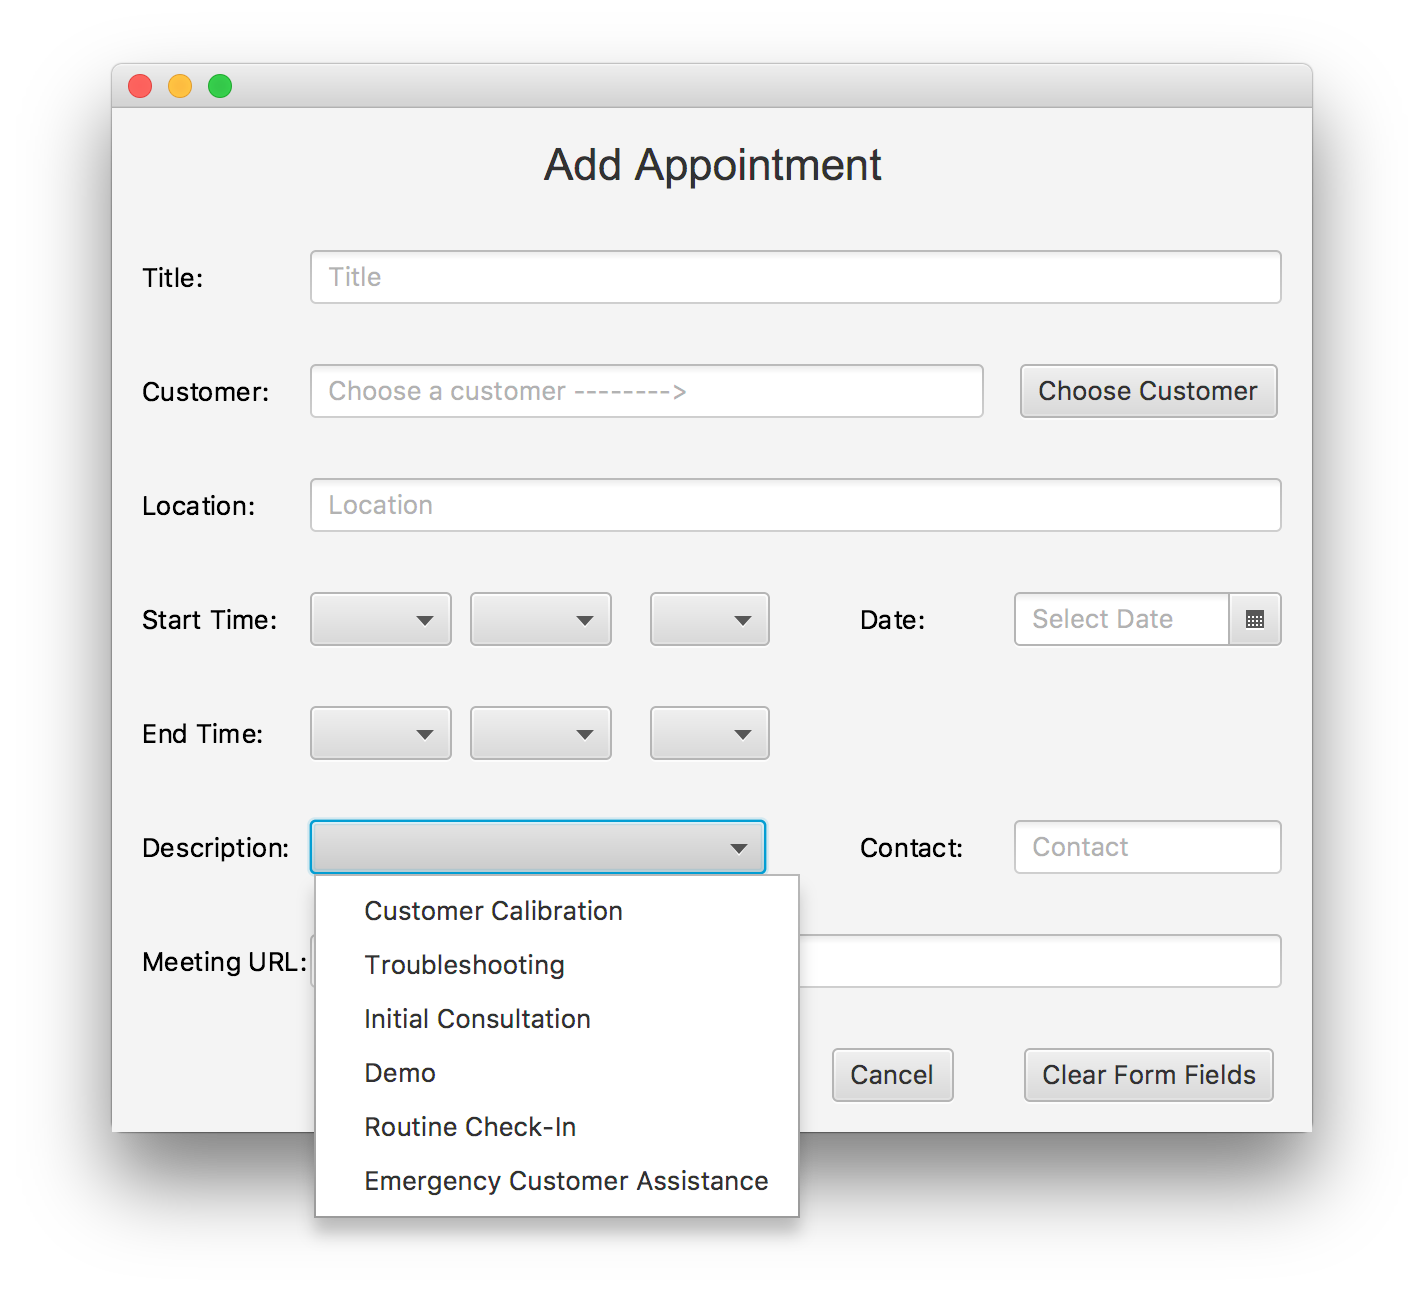 Add Appointment
Title: Title
Customer: Choose a customer --------> Choose Customer
Location: Location
Start Time: Date: Select Date
End Time:
Description: Contact: Contact
Customer Calibration
Meeting URL:
Troubleshooting
Initial Consultation
Demo
Cancel Clear Form Fields
Routine Check-In
Emergency Customer Assistance